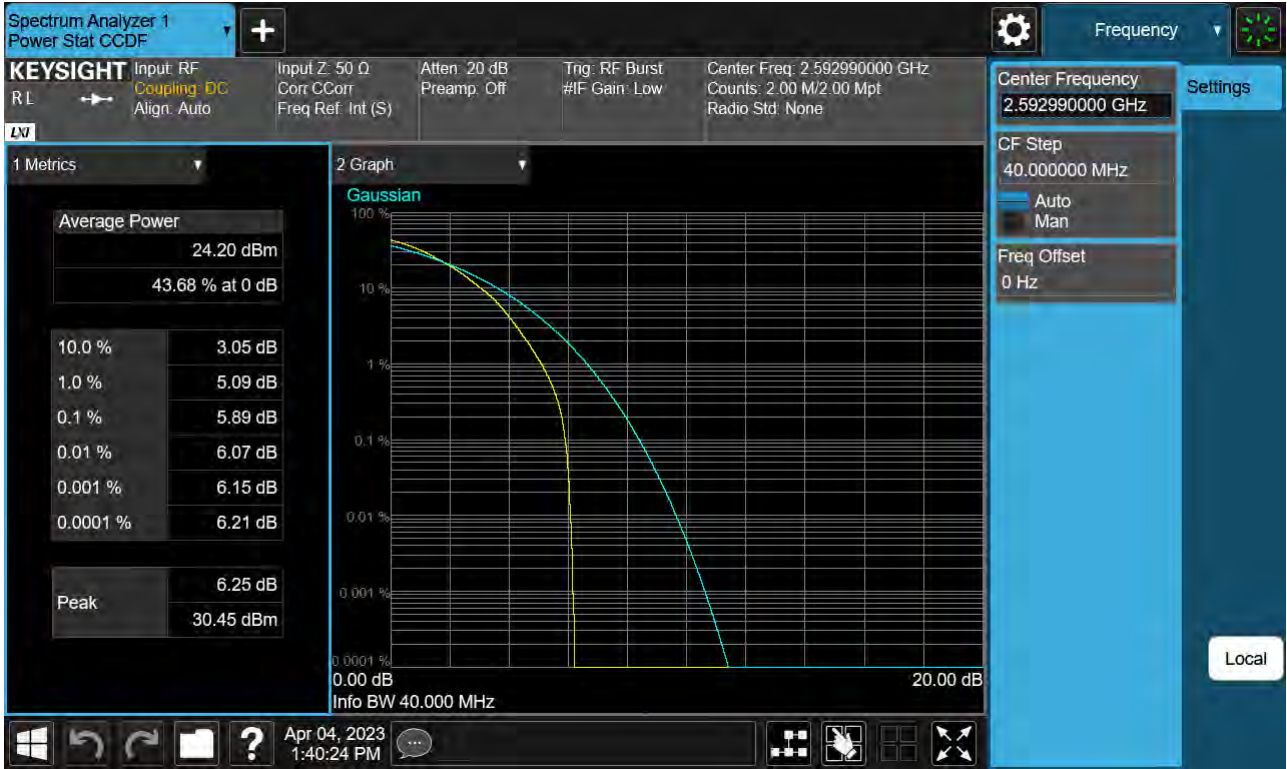 Spectrum Analyzer 1
Power Stat CCDF
Frequency
KEYSIGHT
R L
LXI
Input: RF
Coupling: DC
Align: Auto
Input Z: 50 Ω
Corr CCorr
Freq Ref: Int (S)
Atten: 20 dB
Preamp: Off
Trig: RF Burst
#IF Gain: Low
Center Freq: 2.592990000 GHz
Counts: 2.00 M/2.00 Mpt
Radio Std: None
Center Frequency
2.592990000 GHz
Settings
CF Step
40.000000 MHz
Auto
Man
Freq Offset
0 Hz
1 Metrics
Average Power
24.20 dBm
43.68 % at 0 dB
10.0 % 3.05 dB
1.0 % 5.09 dB
0.1 % 5.89 dB
0.01 % 6.07 dB
0.001 % 6.15 dB
0.0001 % 6.21 dB
Peak
6.25 dB
30.45 dBm
2 Graph
Gaussian
100 %
10 %
1 %
0.1 %
0.01 %
0.001 %
0.0001 %
0.00 dB 20.00 dB
Info BW 40.000 MHz
Local
?
Apr 04, 2023
1:40:24 PM